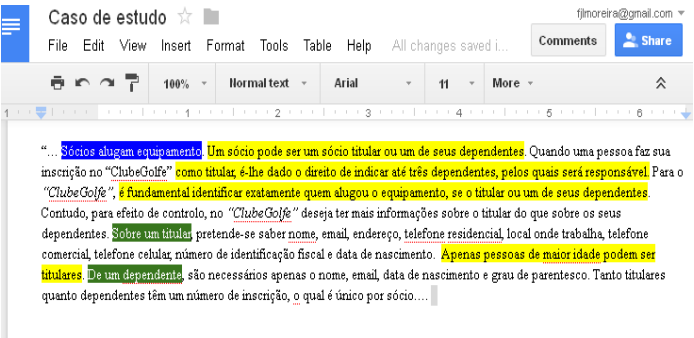 Caso de estudo
fjlmoreira@gmail.com
File Edit View Insert Format Tools Table Help All changes saved i...
Comments
Share
100% Normal text Arial 11 More
1 1 2 3 4 5 6
“… Sócios alugam equipamento. Um sócio pode ser um sócio titular ou um de seus dependentes. Quando uma pessoa faz sua
inscrição no “ClubeGolfe” como titular, é-lhe dado o direito de indicar até três dependentes, pelos quais será responsável. Para o
“ClubeGolfe”, é fundamental identificar exatamente quem alugou o equipamento, se o titular ou um de seus dependentes.
Contudo, para efeito de controlo, no “ClubeGolfe” deseja ter mais informações sobre o titular do que sobre os seus
dependentes. Sobre um titular pretende-se saber nome, email, endereço, telefone residencial, local onde trabalha, telefone
comercial, telefone celular, número de identificação fiscal e data de nascimento. Apenas pessoas de maior idade podem ser
titulares. De um dependente, são necessários apenas o nome, email, data de nascimento e grau de parentesco. Tanto titulares
quanto dependentes têm um número de inscrição, o qual é único por sócio….